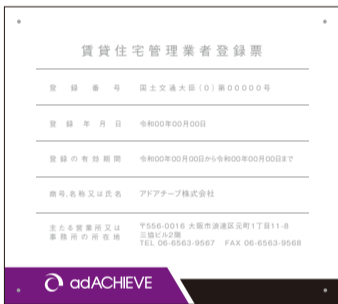 賃貸住宅管理業者登録票
登録番号 国土交通大臣(0)第00000号
登録年月日 令和00年00月00日
登録の有効期間 令和00年00月00日から令和00年00月00日まで
商号、名称又は氏名 アドアチーブ株式会社
主たる営業所又は 〒556-0016 大阪市浪速区元町1丁目11-8
事務所の所在地 三協ビル2階
TEL 06-6563-9567 FAX 06-6563-9568
adACHIEVE